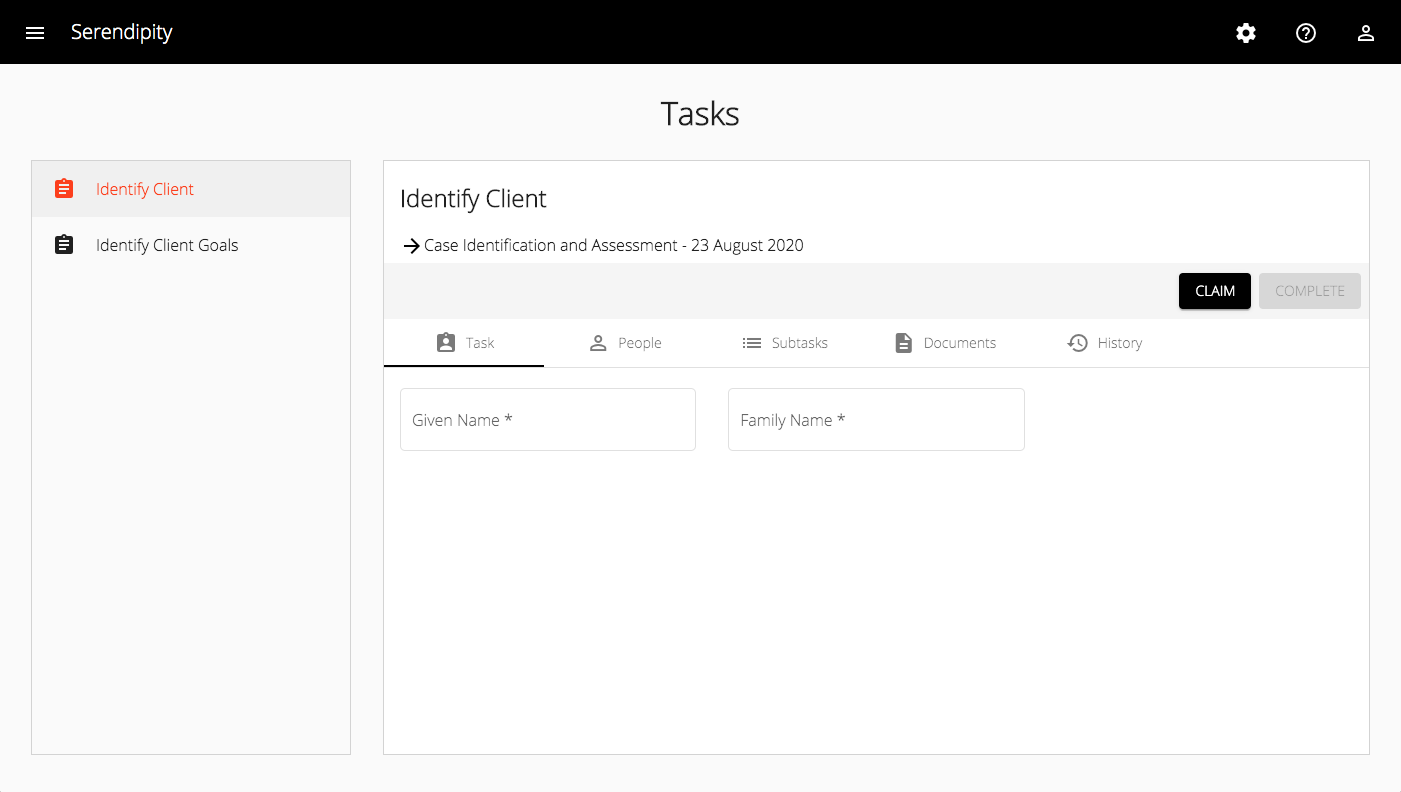 Serendipity
Tasks
Identify Client
Identify Client Goals
Identify Client
Case Identification and Assessment - 23 August 2020
CLAIM COMPLETE
Task People Subtasks Documents History
Given Name * Family Name *